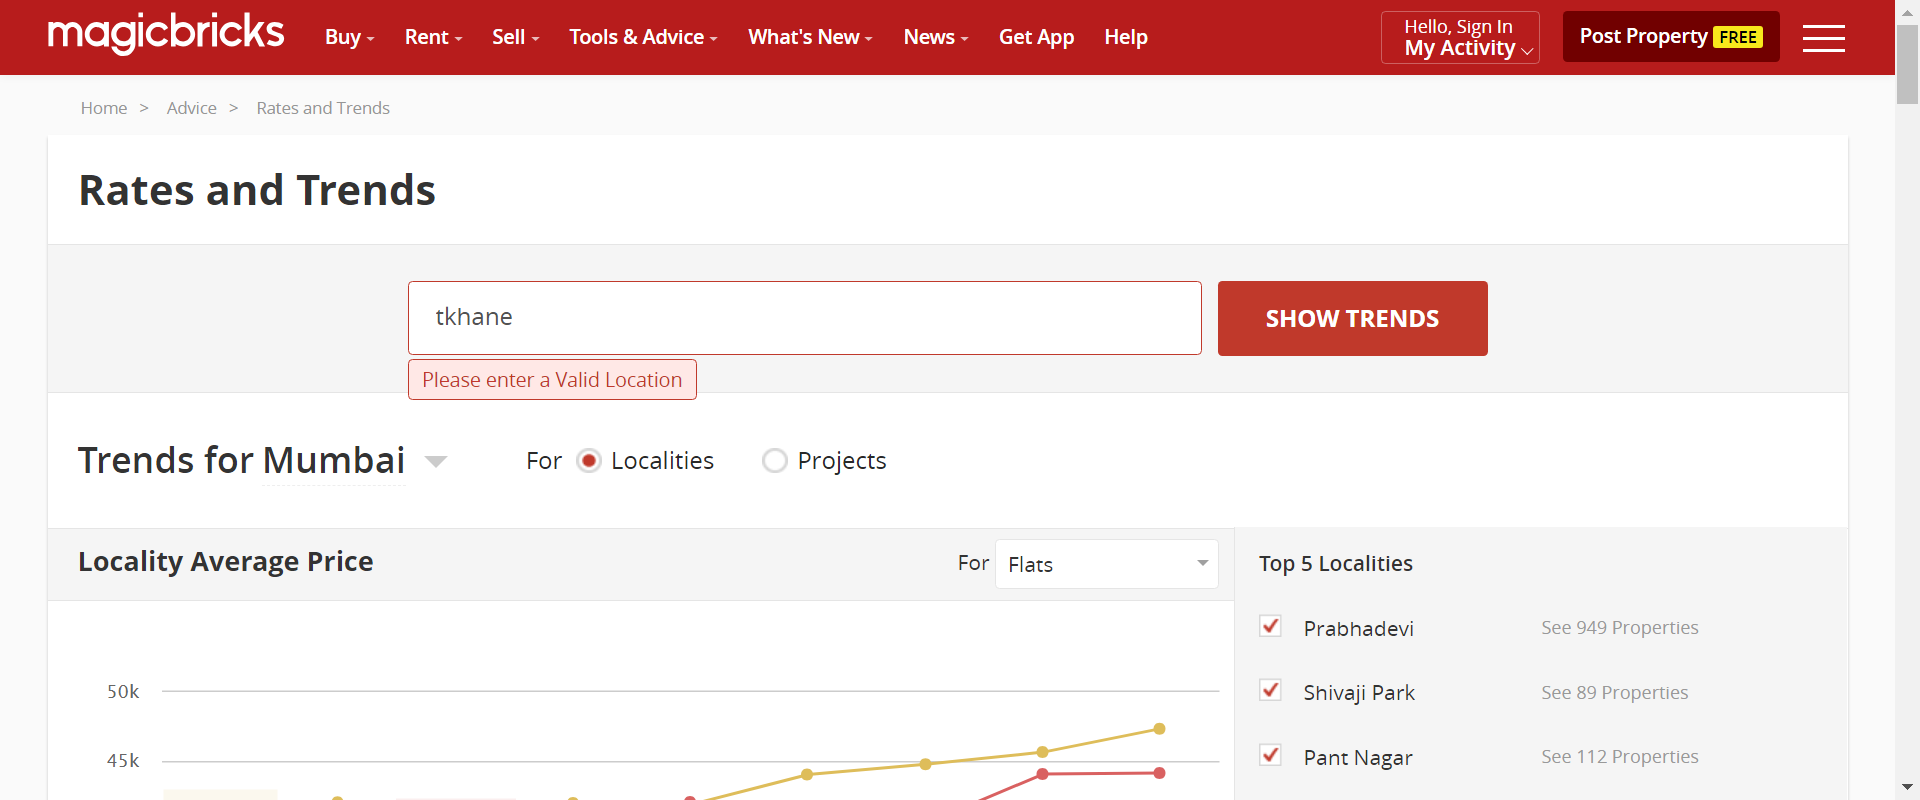 magicbricks
Buy Rent Sell Tools & Advice What's New News Get App Help
Hello, Sign In
My Activity
Post Property FREE
Home > Advice > Rates and Trends
Rates and Trends
tkhane
SHOW TRENDS
Please enter a Valid Location
Trends for Mumbai
For Localities Projects
Locality Average Price
For Flats
Top 5 Localities
Prabhadevi See 949 Properties
Shivaji Park See 89 Properties
Pant Nagar See 112 Properties
50k
45k